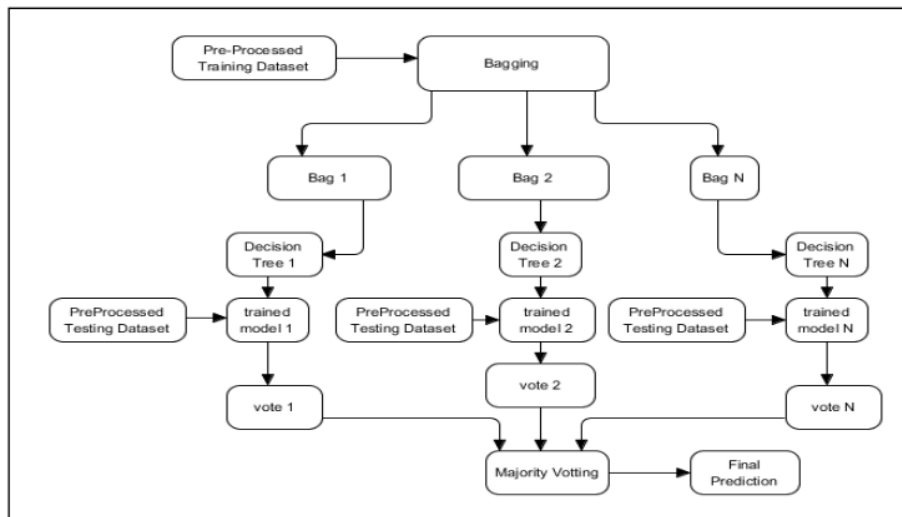 Pre-Processed
Training Dataset
Bagging
Bag 1
Bag 2
Bag N
Decision
Tree 1
Decision
Tree 2
Decision
Tree N
PreProcessed
Testing Dataset
trained
model 1
PreProcessed
Testing Dataset
trained
model 2
PreProcessed
Testing Dataset
trained
model N
vote 1
vote 2
vote N
Majority Votting
Final
Prediction